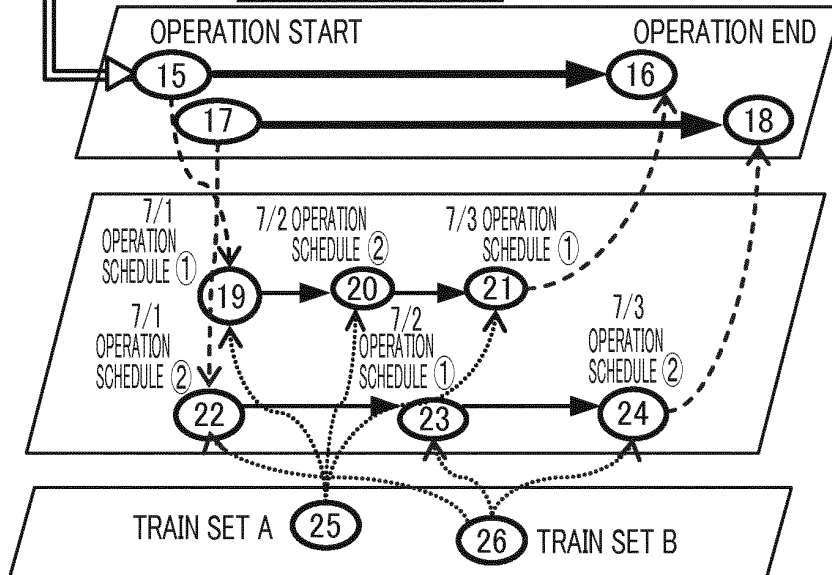 OPERATION START
OPERATION END
15
16
17
18
7/1
OPERATION
SCHEDULE ①
7/2 OPERATION
SCHEDULE ②
7/3 OPERATION
SCHEDULE ①
19
20
21
7/1
OPERATION
SCHEDULE ②
7/2
OPERATION
SCHEDULE ①
7/3
OPERATION
SCHEDULE ②
22
23
24
TRAIN SET A
25
26
TRAIN SET B